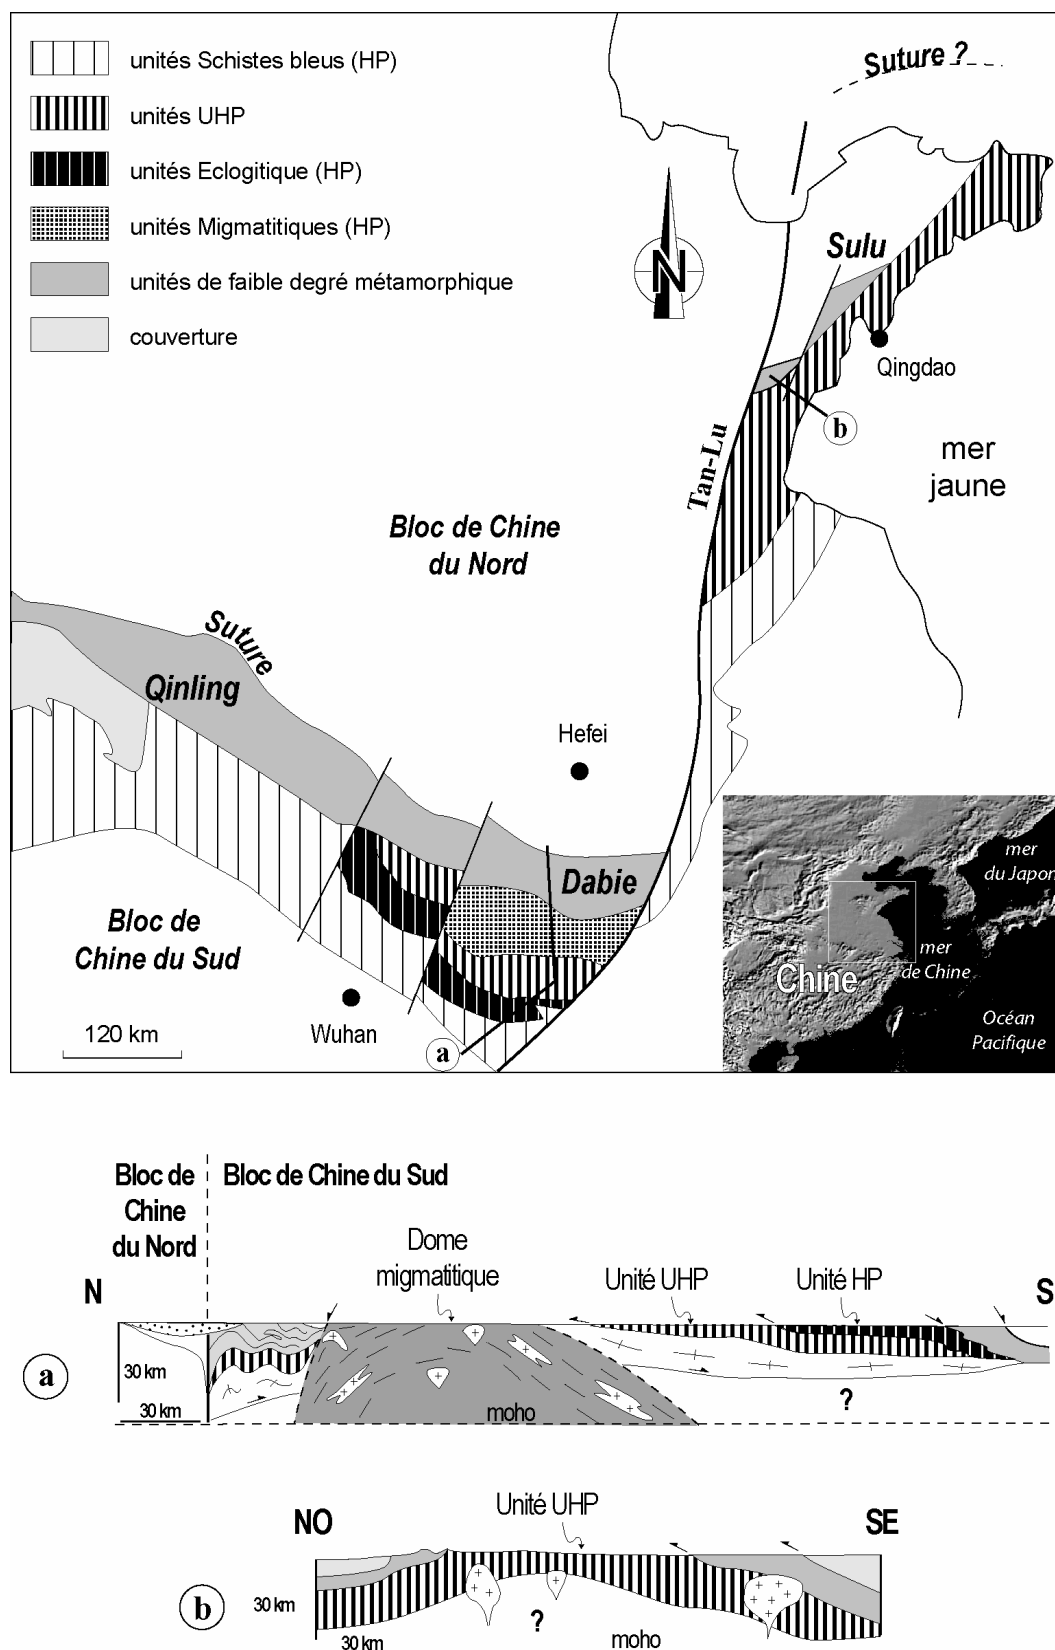 unités Schistes bleus (HP)
unités UHP
unités Eclogitique (HP)
unités Migmatitiques (HP)
unités de faible degré métamorphique
couverture
Suture ?
N
Sulu
Qingdao
b
Tan-Lu
mer
jaune
Bloc de Chine
du Nord
Suture
Qinling
Hefei
Dabie
Bloc de
Chine du Sud
Wuhan
120 km
a
mer
du Japon
mer
de Chine
Chine
Océan
Pacifique
Bloc de
Chine
du Nord
Bloc de Chine du Sud
N
Dome
migmatitique
Unité UHP
Unité HP
S
a
30 km
30 km
moho
?
NO
Unité UHP
SE
b
30 km
30 km
?
moho